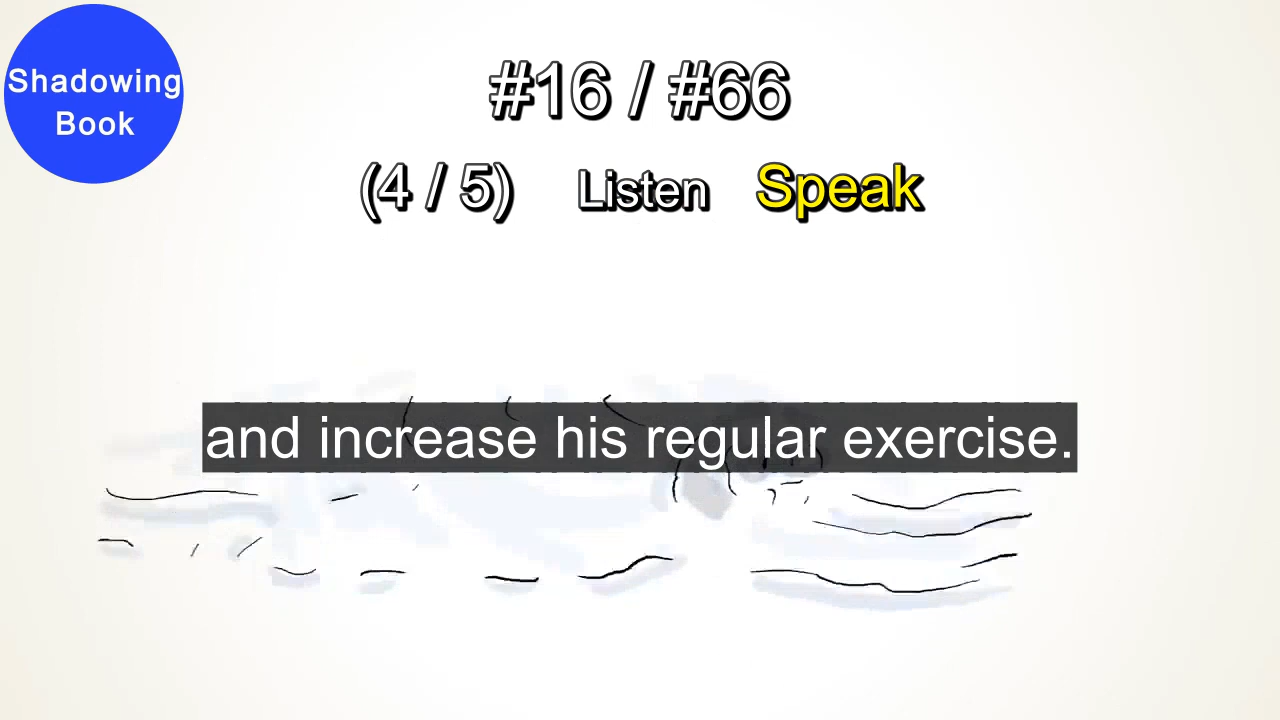 Shadowing
Book
#16 / #66
(4 / 5) Listen Speak
and increase his regular exercise.